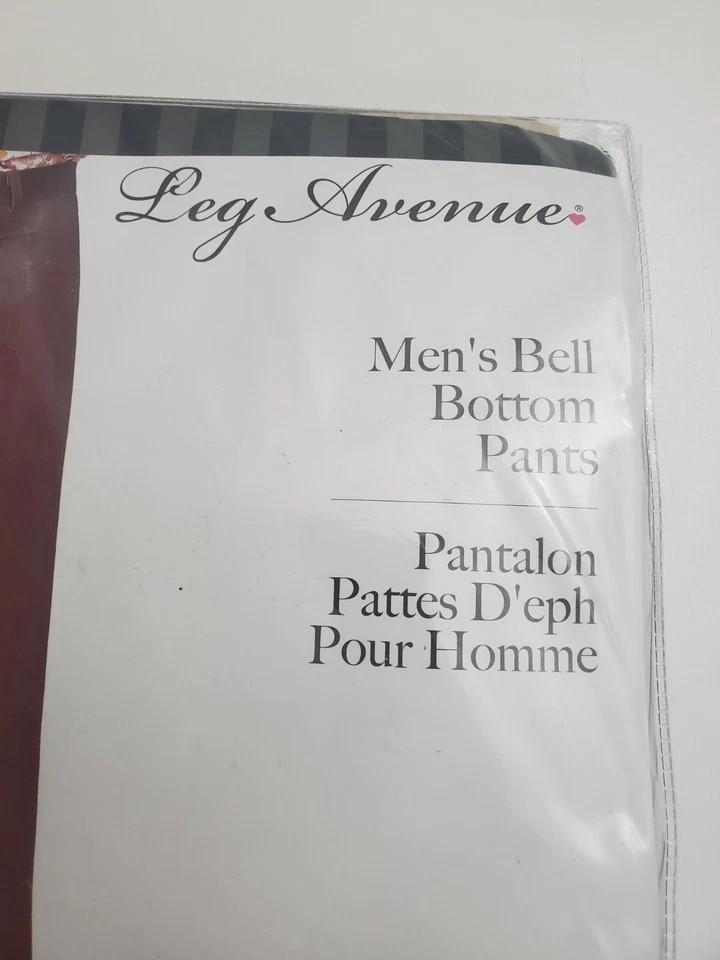 Leg Avenue®
Men's Bell
Bottom
Pants
Pantalon
Pattes D'eph
Pour Homme